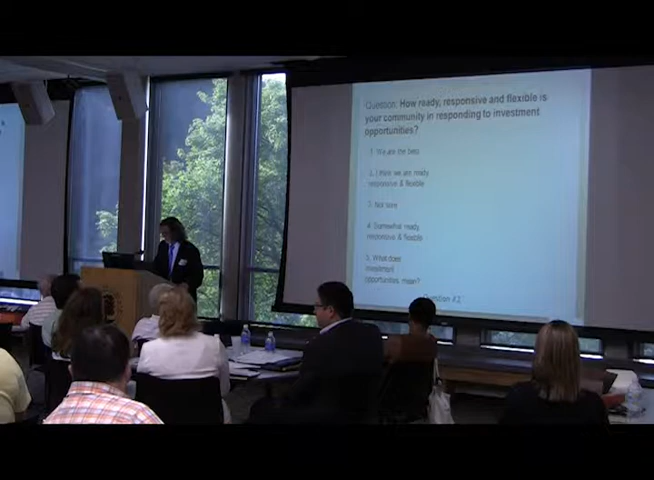 Question: How ready, responsive and flexible is
your community in responding to investment
opportunities?
1. We are the best
2. I think we are ready
responsive & flexible
3. Not sure
4. Somewhat ready
responsive & flexible
5. What does
investment
opportunities mean?
Question #2